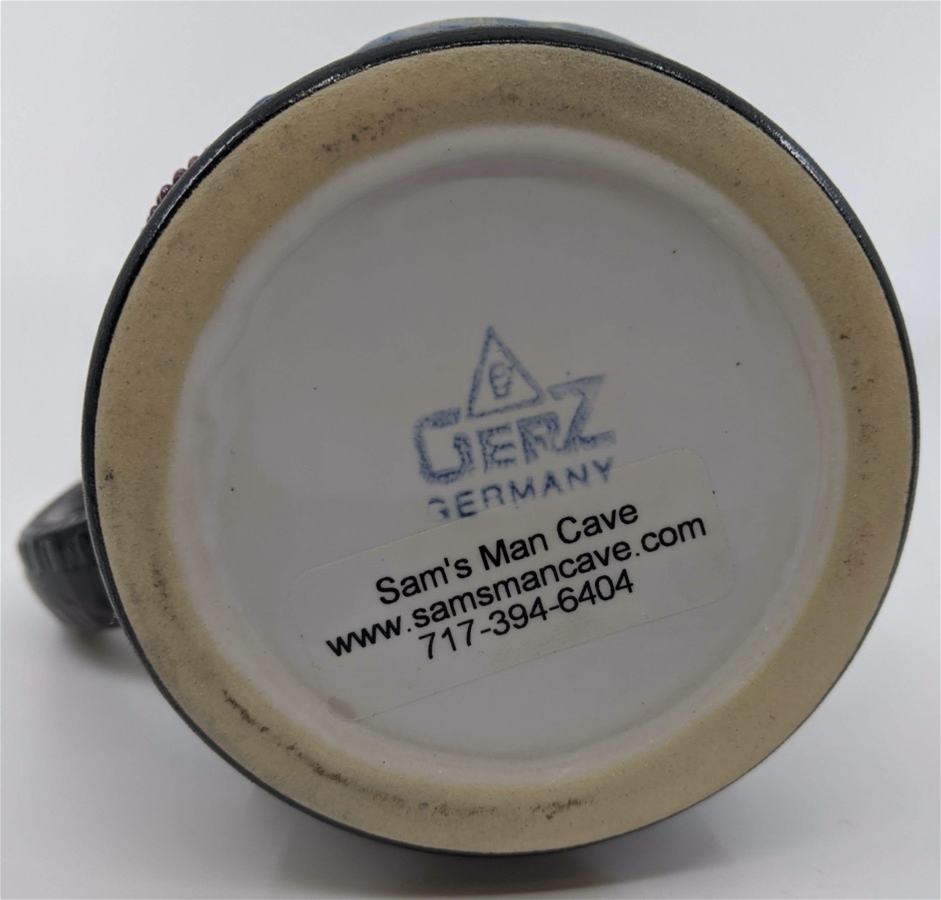 GERZ
GERMANY
Sam's Man Cave
www.samsmancave.com
717-394-6404